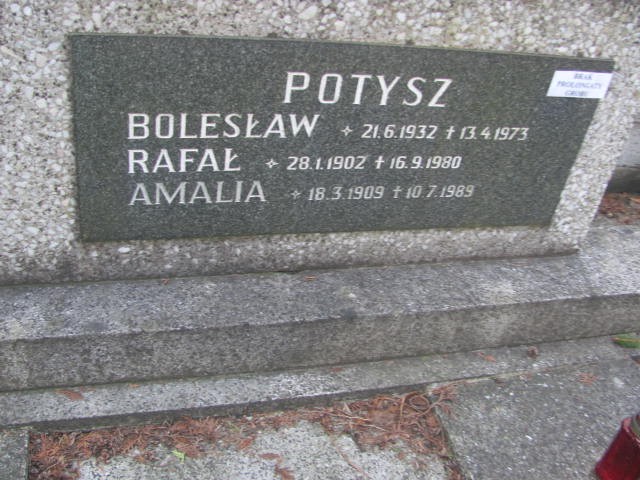 POTYSZ
BOLESŁAW ✧ 21.6.1932 † 13.4.1973
RAFAŁ ✧ 28.1.1902 † 16.9.1980
AMALIA ✧ 18.3.1909 † 10.7.1989
BRAK
PROLONGATY
GROBU